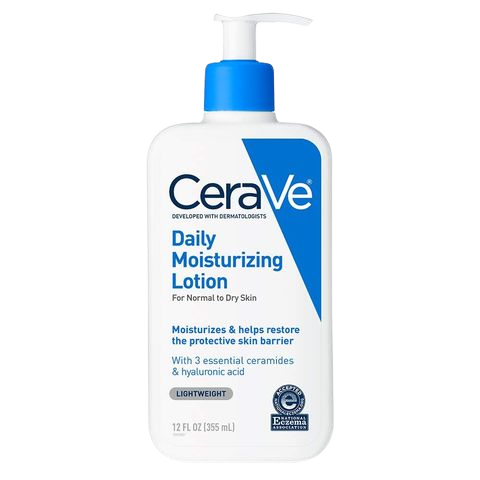 CeraVe
DEVELOPED WITH DERMATOLOGISTS
Daily
Moisturizing
Lotion
For Normal to Dry Skin
Moisturizes & helps restore
the protective skin barrier
With 3 essential ceramides
& hyaluronic acid
LIGHTWEIGHT
ACCEPTED
NATIONAL
Eczema
ASSOCIATION
12 FL OZ (355 mL)